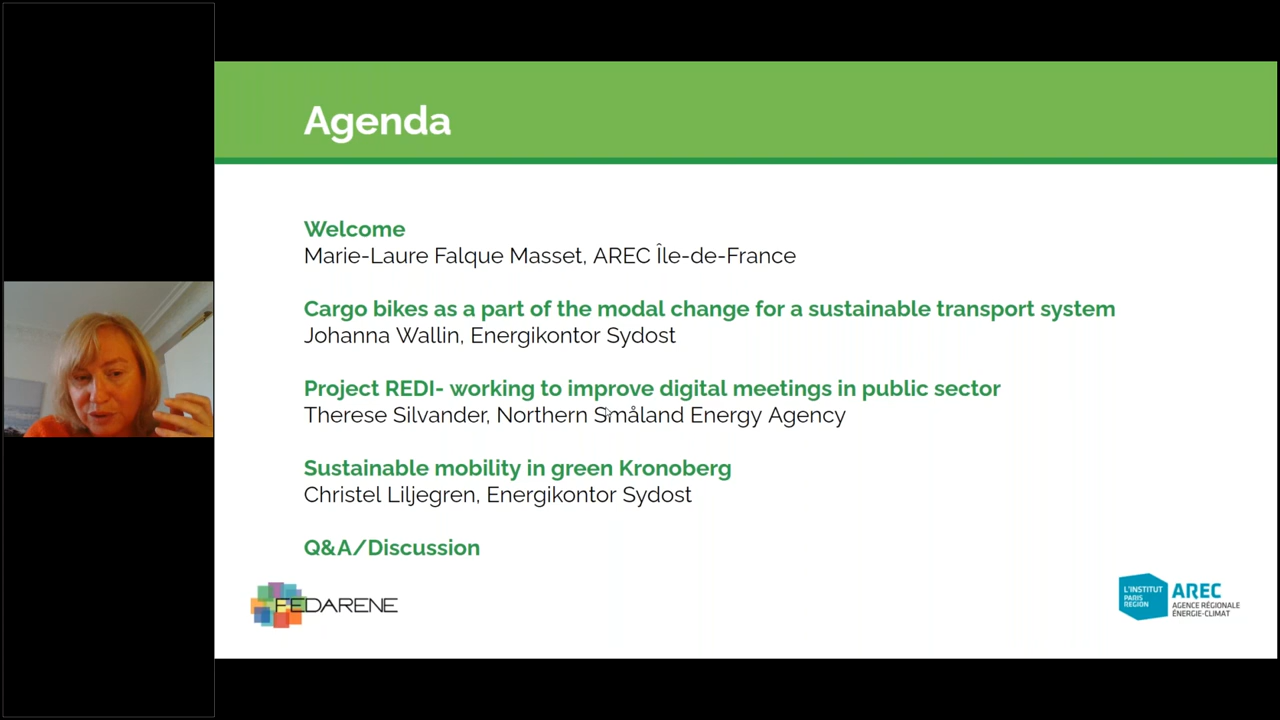 Agenda
Welcome
Marie-Laure Falque Masset, AREC Île-de-France
Cargo bikes as a part of the modal change for a sustainable transport system
Johanna Wallin, Energikontor Sydost
Project REDI- working to improve digital meetings in public sector
Therese Silvander, Northern Småland Energy Agency
Sustainable mobility in green Kronoberg
Christel Liljegren, Energikontor Sydost
Q&A/Discussion
FEDARENE
L'INSTITUT
PARIS
REGION
AREC
AGENCE RÉGIONALE
ÉNERGIE-CLIMAT